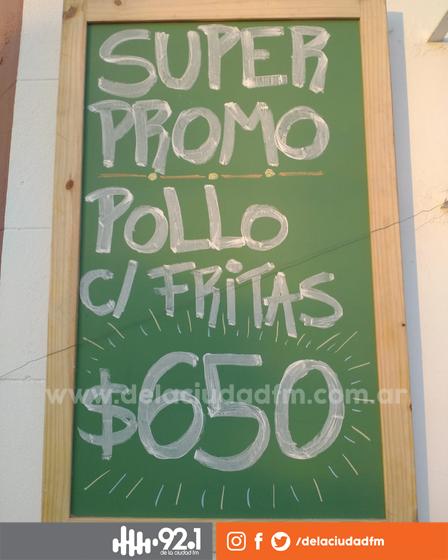 SUPER
PROMO
POLLO
C/ FRITAS
www.delaciudadfm.com.ar
$650
92.1
de la ciudad fm
/delaciudadfm